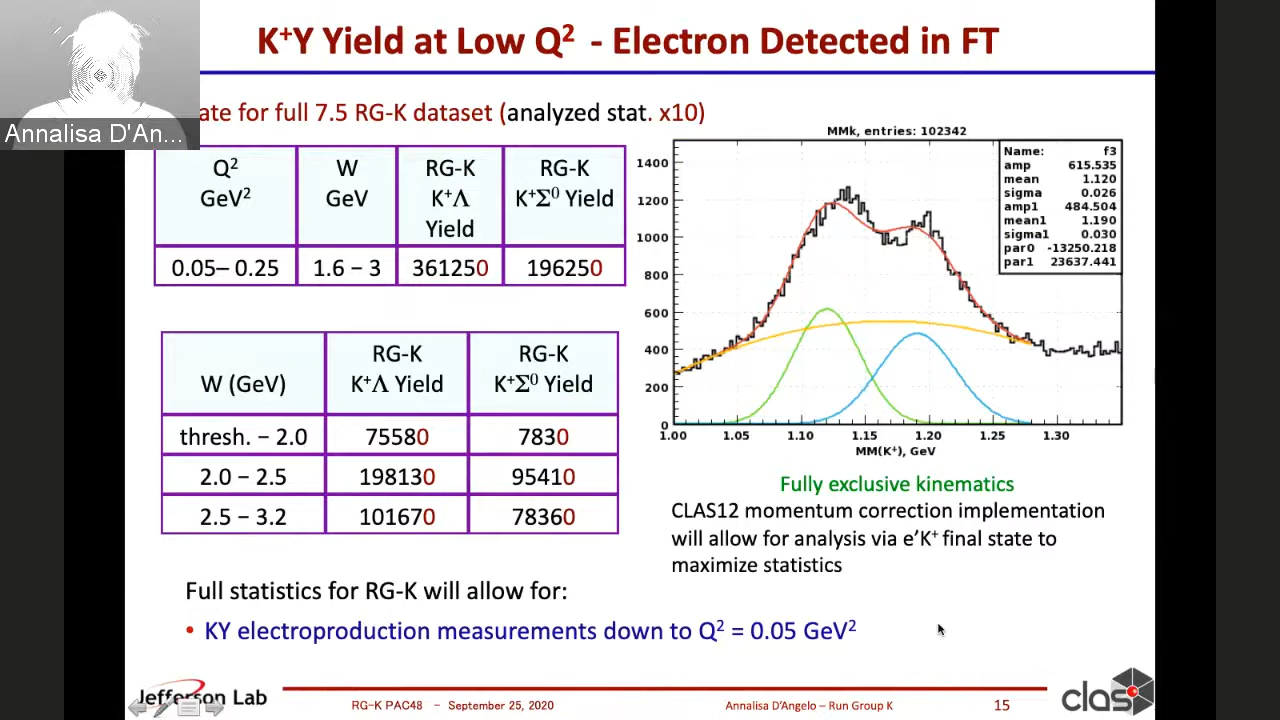 K⁺Y Yield at Low Q² - Electron Detected in FT
Annalisa D'An...
ate for full 7.5 RG-K dataset (analyzed stat. x10)
Q² GeV² | W GeV | RG-K K⁺Λ Yield | RG-K K⁺Σ⁰ Yield
0.05– 0.25 | 1.6 – 3 | 361250 | 196250
W (GeV) | RG-K K⁺Λ Yield | RG-K K⁺Σ⁰ Yield
thresh. – 2.0 | 75580 | 7830
2.0 – 2.5 | 198130 | 95410
2.5 – 3.2 | 101670 | 78360
MMk, entries: 102342
Name: f3
amp 615.535
mean 1.120
sigma 0.026
amp1 484.504
mean1 1.190
sigma1 0.030
par0 -13250.218
par1 23637.441
1400
1200
1000
800
600
400
200
0
1.00 1.05 1.10 1.15 1.20 1.25 1.30
MM(K⁺), GeV
Fully exclusive kinematics
CLAS12 momentum correction implementation
will allow for analysis via e’K⁺ final state to
maximize statistics
Full statistics for RG-K will allow for:
• KY electroproduction measurements down to Q² = 0.05 GeV²
Jefferson Lab
RG-K PAC48 – September 25, 2020
Annalisa D’Angelo – Run Group K
15
clas